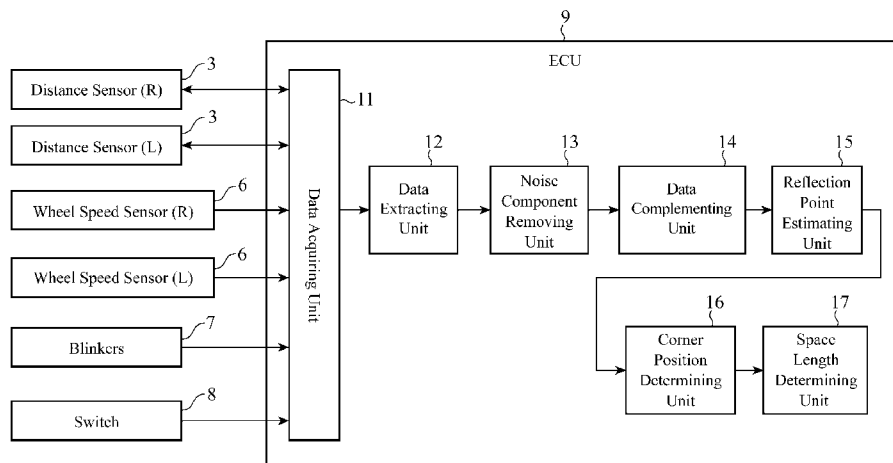 9
ECU
3
Distance Sensor (R)
3
Distance Sensor (L)
6
Wheel Speed Sensor (R)
6
Wheel Speed Sensor (L)
7
Blinkers
8
Switch
11
Data Acquiring Unit
12
Data
Extracting
Unit
13
Noise
Component
Removing
Unit
14
Data
Complementing
Unit
15
Reflection
Point
Estimating
Unit
16
Corner
Position
Determining
Unit
17
Space
Length
Determining
Unit